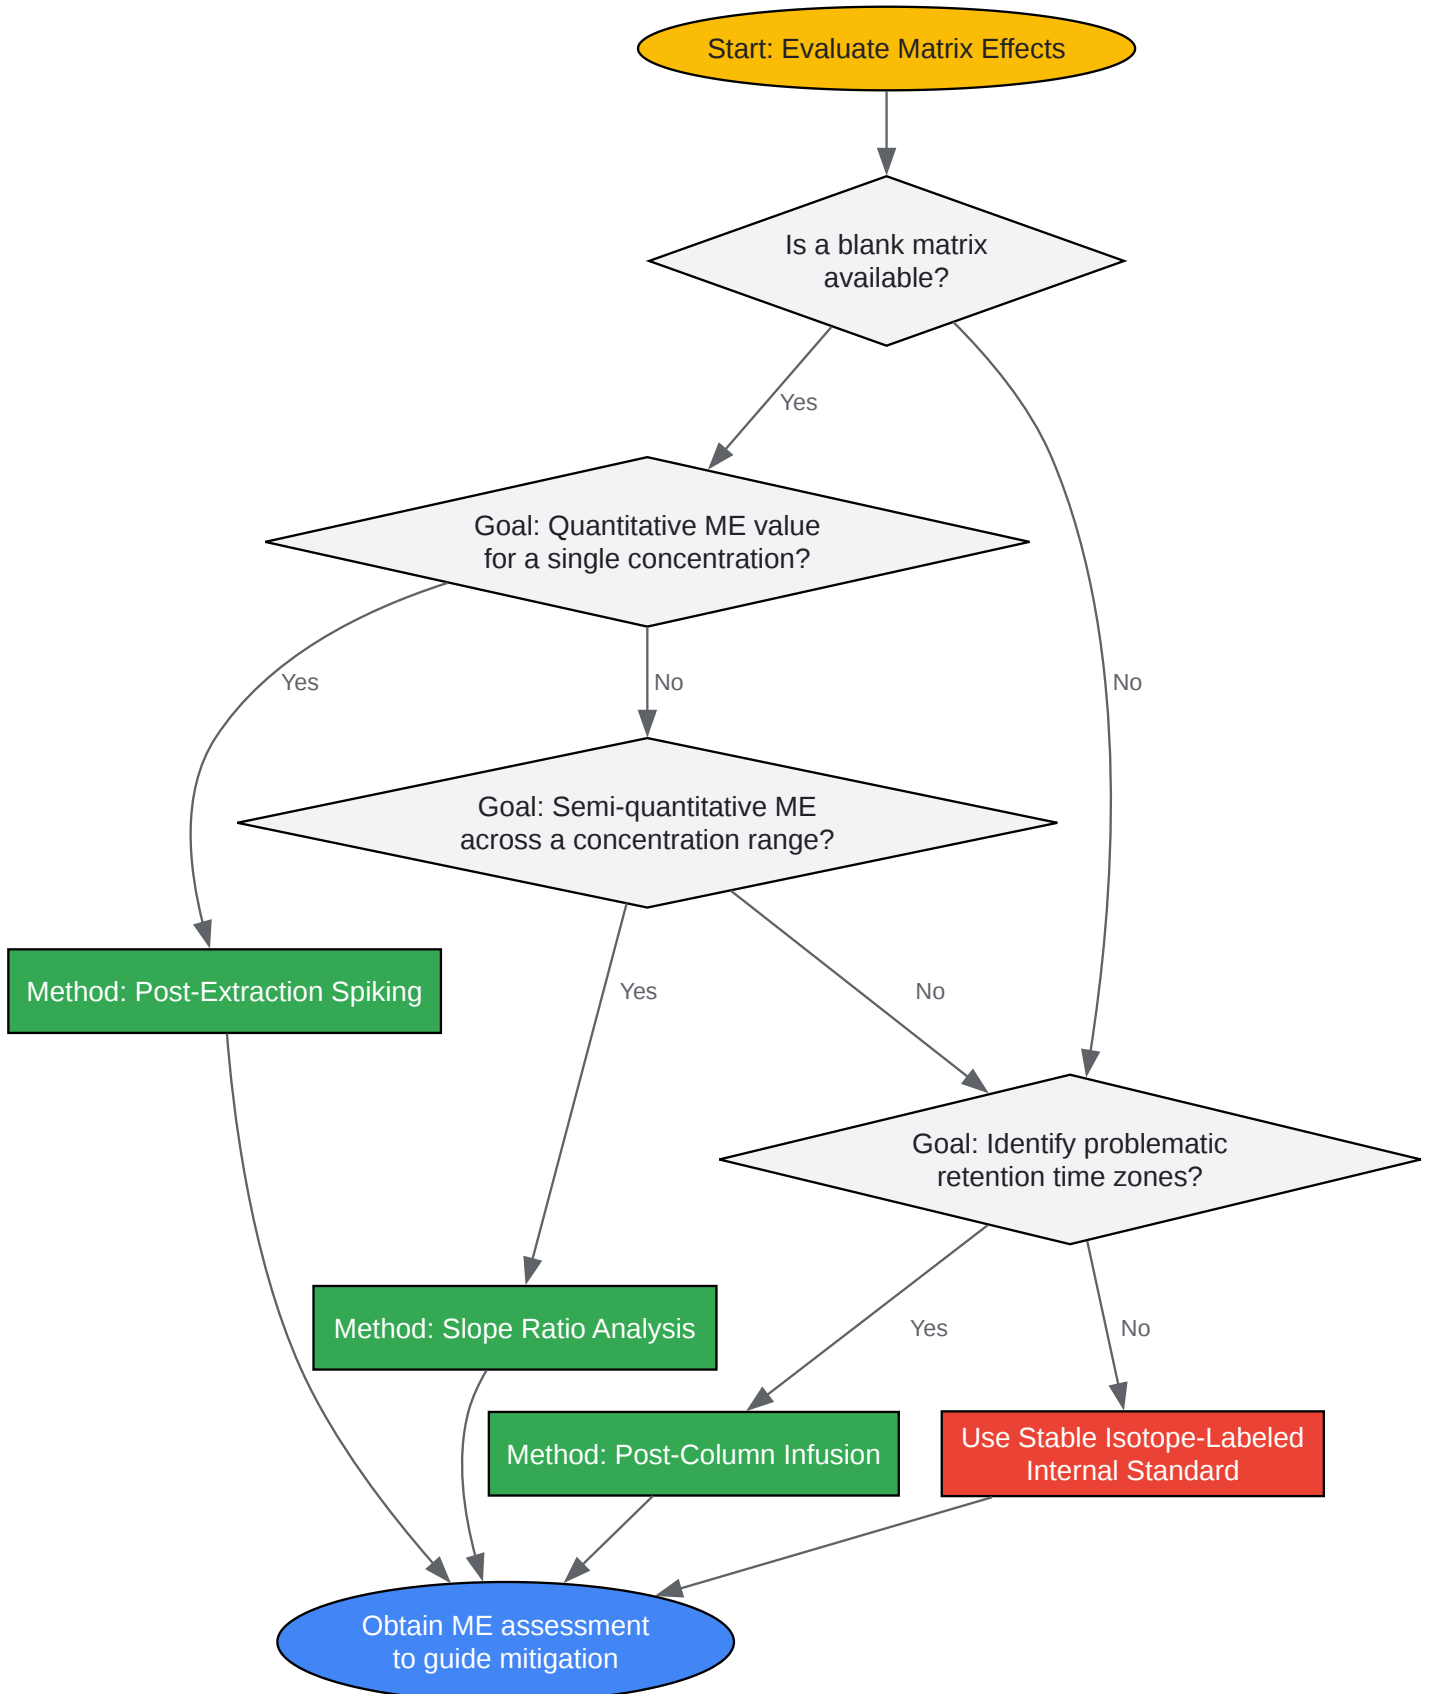 Start: Evaluate Matrix Effects
Is a blank matrix
available?
Yes
Goal: Quantitative ME value
for a single concentration?
Yes
No
No
Goal: Semi-quantitative ME
across a concentration range?
Method: Post-Extraction Spiking
Yes
No
Goal: Identify problematic
retention time zones?
Method: Slope Ratio Analysis
Yes
No
Method: Post-Column Infusion
Use Stable Isotope-Labeled
Internal Standard
Obtain ME assessment
to guide mitigation